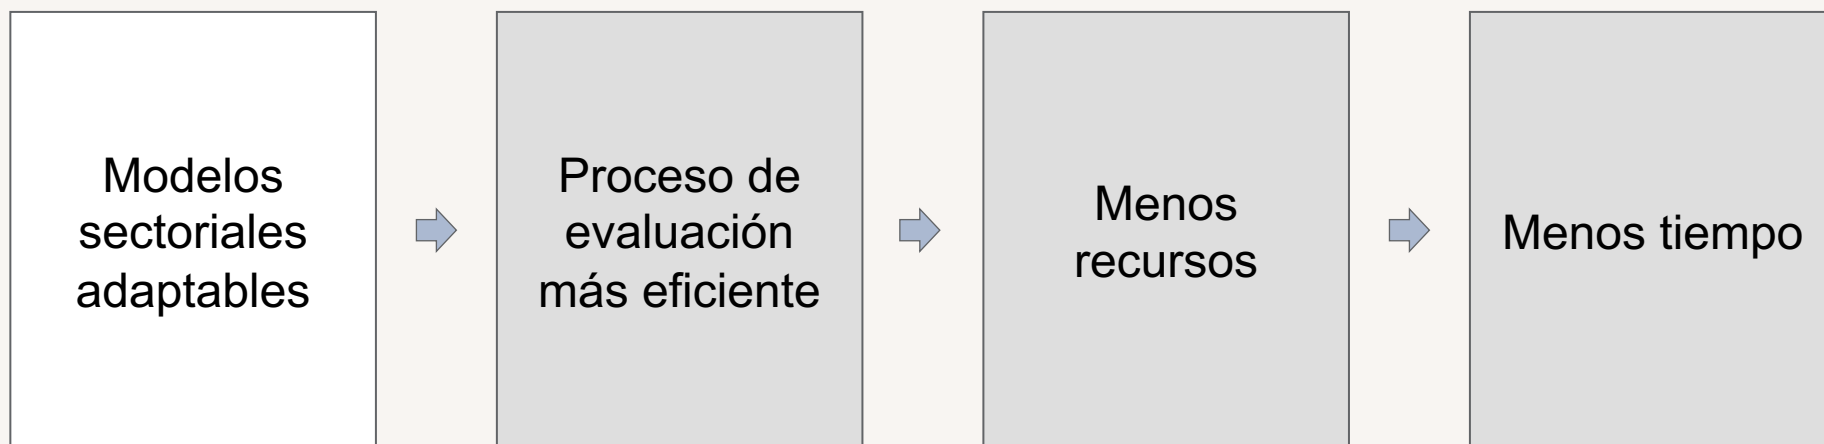 Modelos
sectoriales
adaptables
Proceso de
evaluación
más eficiente
Menos
recursos
Menos tiempo